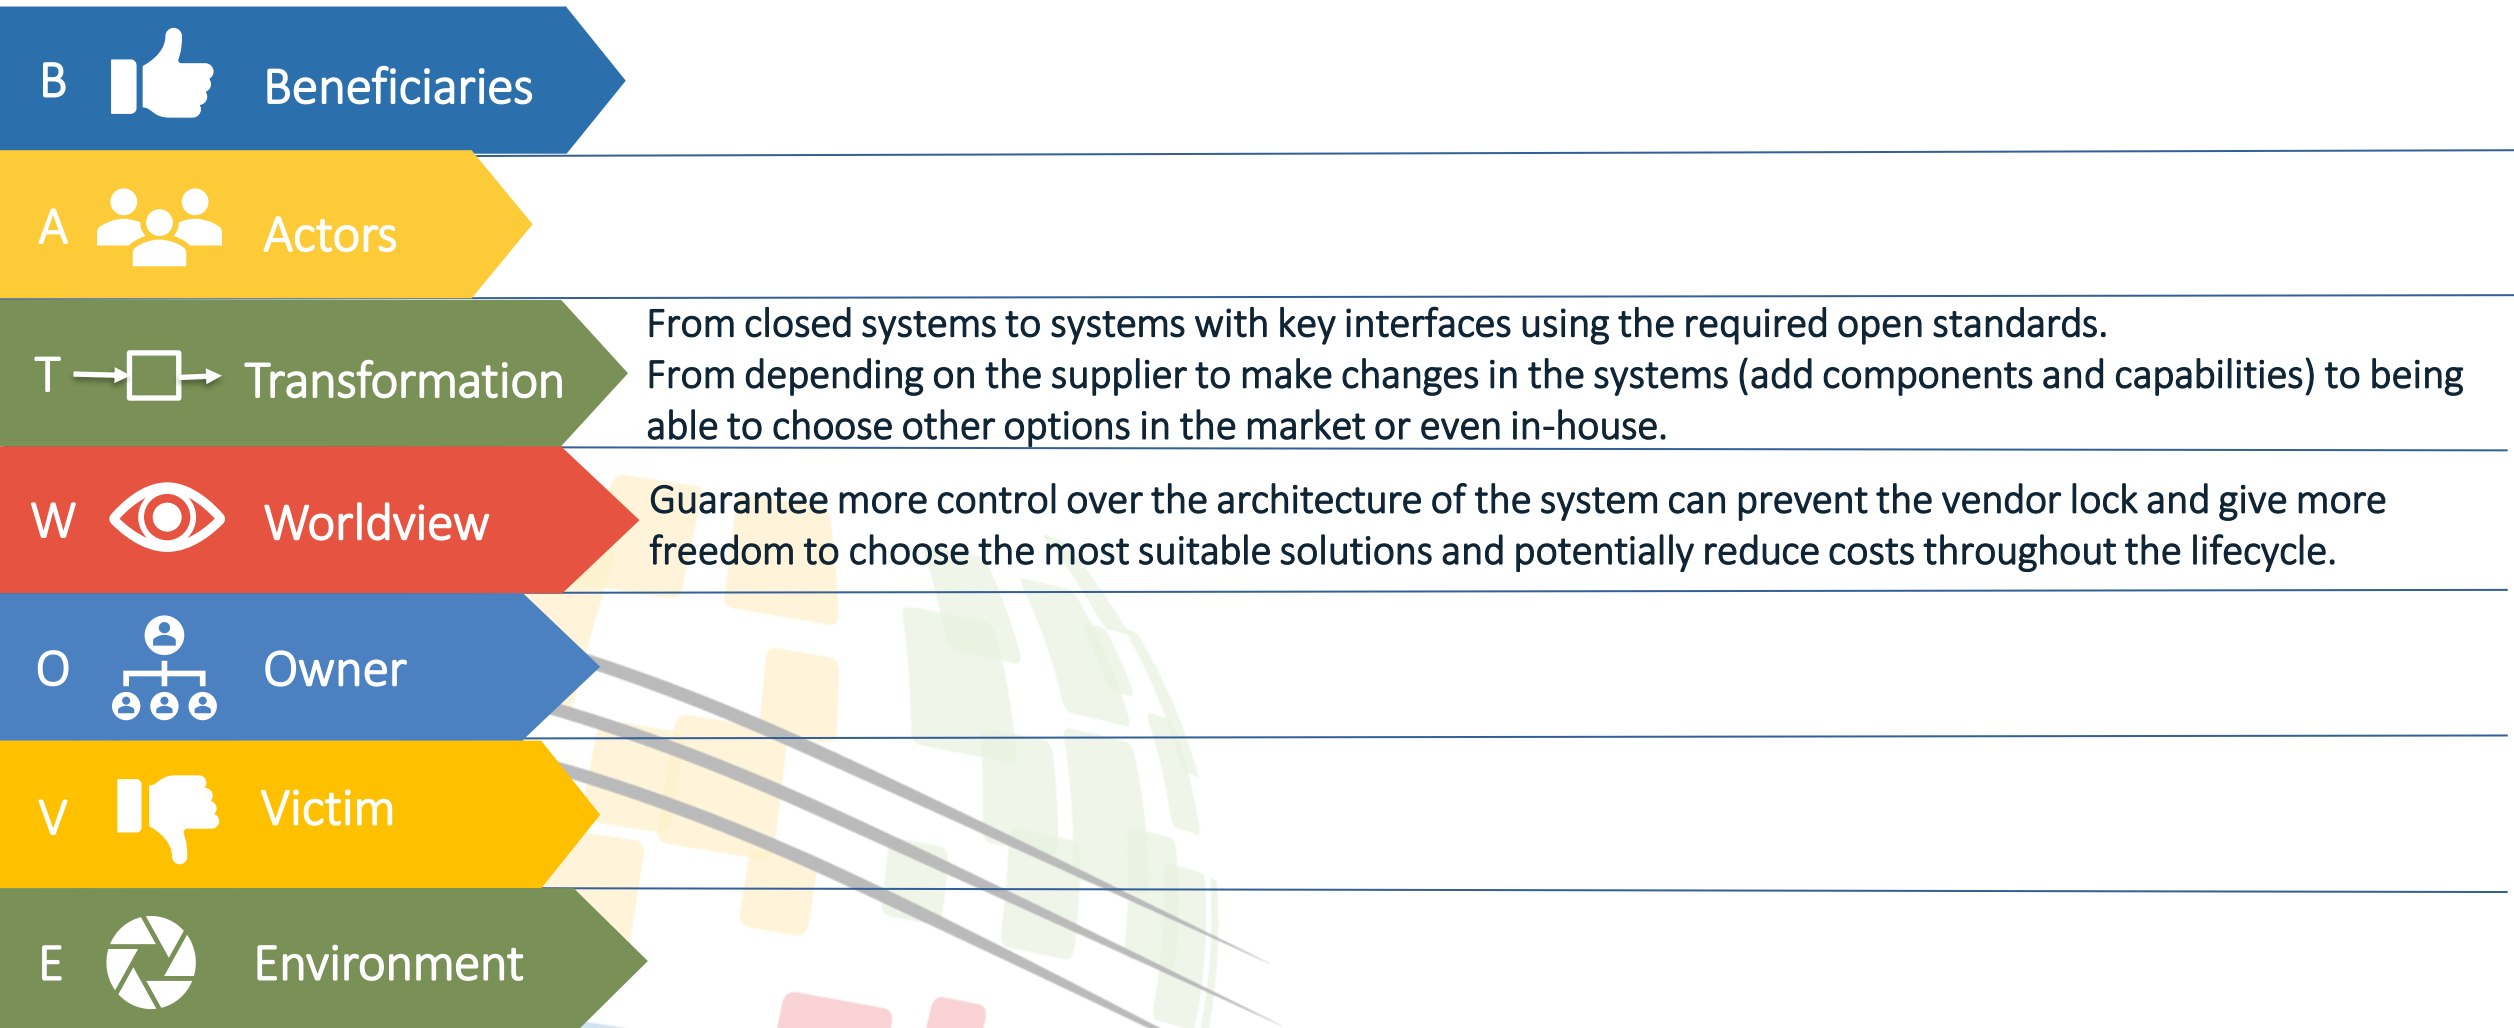 B Beneficiaries
A Actors
T Transformation
From closed systems to systems with key interfaces using the required open standards.
From depending on the supplier to make changes in the systems (add components and capabilities) to being
able to choose other options in the market or even in-house.
W Worldview
Guarantee more control over the architecture of the system can prevent the vendor lock and give more
freedom to choose the most suitable solutions and potentially reduce costs throughout the lifecycle.
O Owner
V Victim
E Environment